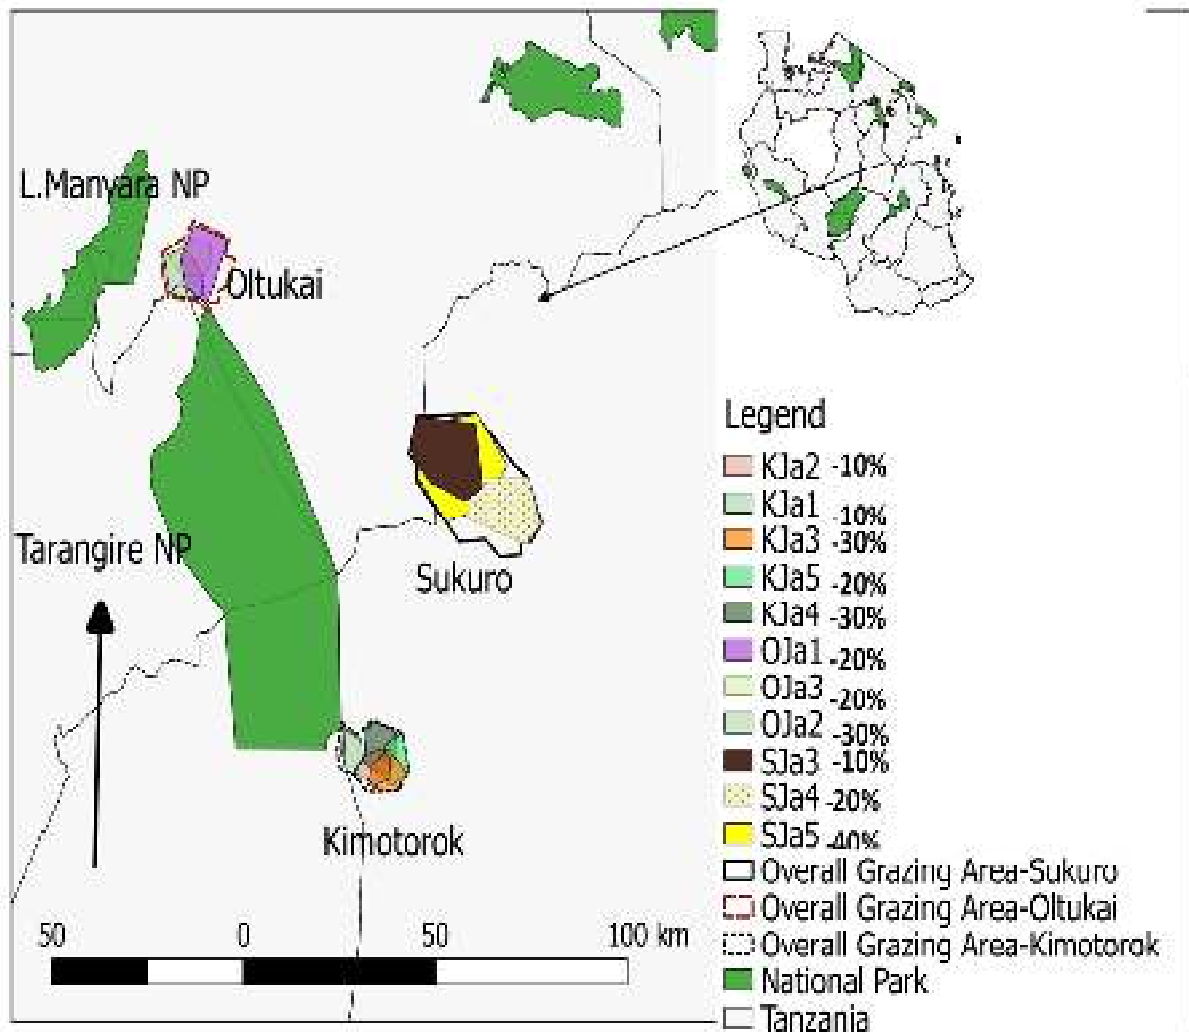 L.Manyara NP
Oltukai
Tarangire NP
Sukuro
Kimotorok
50 0 50 100 km
Legend
KJa2 -10%
KJa1 -10%
KJa3 -30%
KJa5 -20%
KJa4 -30%
OJa1 -20%
OJa3 -20%
OJa2 -30%
SJa3 -10%
SJa4 -20%
SJa5 -40%
Overall Grazing Area-Sukuro
Overall Grazing Area-Oltukai
Overall Grazing Area-Kimotorok
National Park
Tanzania